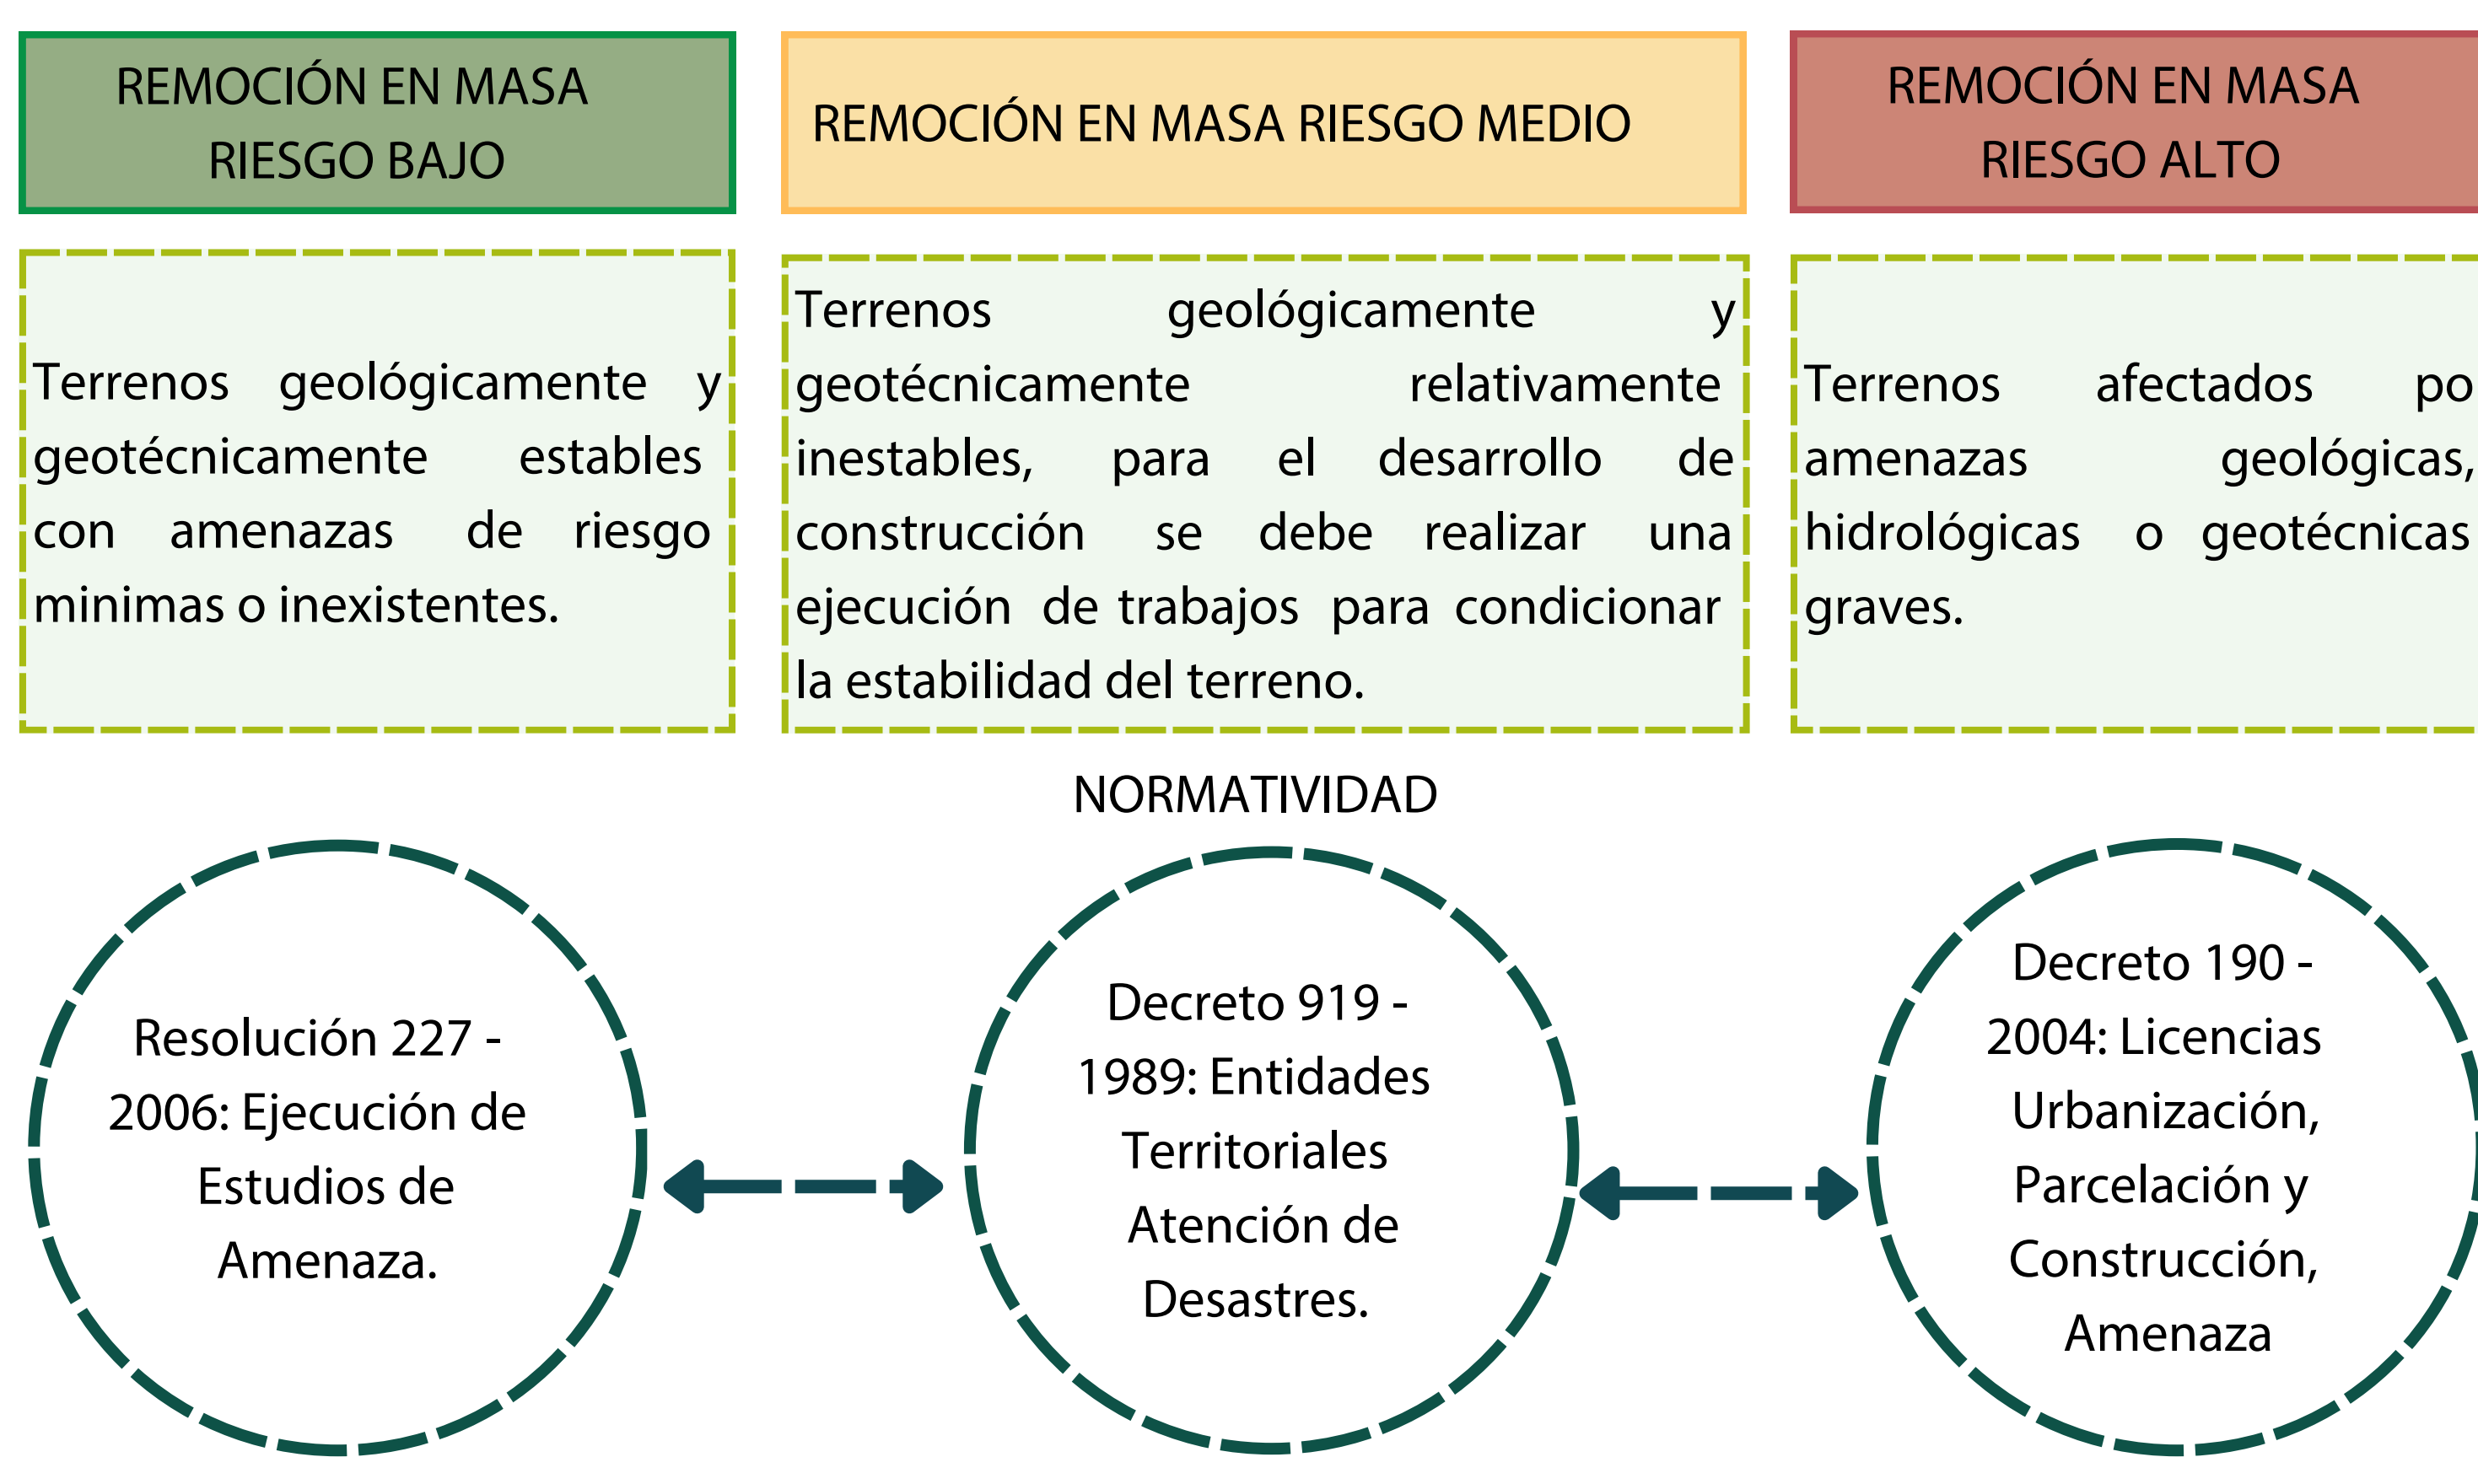 REMOCIÓN EN MASA
RIESGO BAJO
REMOCIÓN EN MASA RIESGO MEDIO
REMOCIÓN EN MASA
RIESGO ALTO
Terrenos geológicamente y
geotécnicamente estables
con amenazas de riesgo
minimas o inexistentes.
Terrenos geológicamente y
geotécnicamente relativamente
inestables, para el desarrollo de
construcción se debe realizar una
ejecución de trabajos para condicionar
la estabilidad del terreno.
Terrenos afectados po
amenazas geológicas,
hidrológicas o geotécnicas
graves.
NORMATIVIDAD
Resolución 227 -
2006: Ejecución de
Estudios de
Amenaza.
Decreto 919 -
1989: Entidades
Territoriales
Atención de
Desastres.
Decreto 190 -
2004: Licencias
Urbanización,
Parcelación y
Construcción,
Amenaza